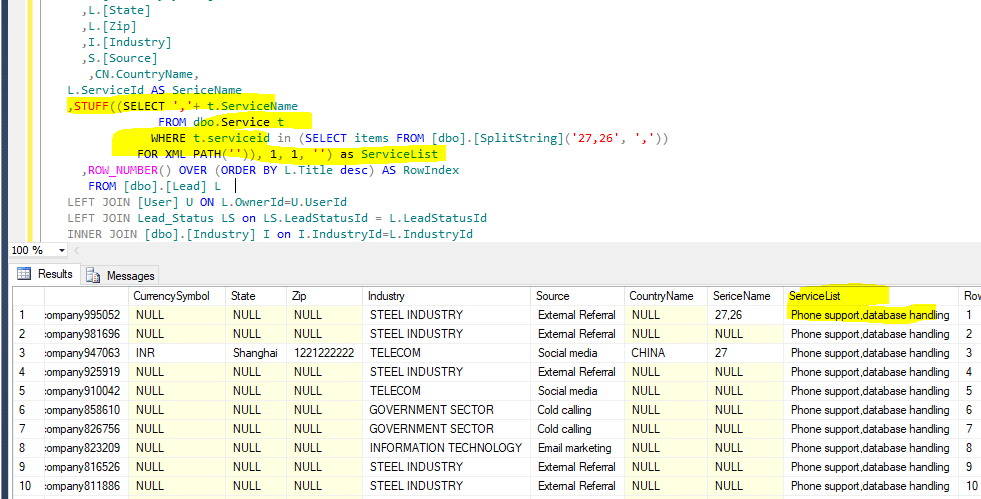 ,L.[State]
,L.[Zip]
,I.[Industry]
,S.[Source]
,CN.CountryName,
L.ServiceId AS SericeName
,STUFF((SELECT ','+ t.ServiceName
FROM dbo.Service t
WHERE t.serviceid in (SELECT items FROM [dbo].[SplitString]('27,26', ','))
FOR XML PATH('')), 1, 1, '') as ServiceList
,ROW_NUMBER() OVER (ORDER BY L.Title desc) AS RowIndex
FROM [dbo].[Lead] L
LEFT JOIN [User] U ON L.OwnerId=U.UserId
LEFT JOIN Lead_Status LS on LS.LeadStatusId = L.LeadStatusId
INNER JOIN [dbo].[Industry] I on I.IndustryId=L.IndustryId
100 %
Results Messages
CurrencySymbol State Zip Industry Source CountryName SericeName ServiceList Row
1 company995052 NULL NULL NULL STEEL INDUSTRY External Referral NULL 27,26 Phone support,database handling 1
2 company981696 NULL NULL NULL STEEL INDUSTRY External Referral NULL NULL Phone support,database handling 2
3 company947063 INR Shanghai 1221222222 TELECOM Social media CHINA 27 Phone support,database handling 3
4 company925919 NULL NULL NULL STEEL INDUSTRY External Referral NULL NULL Phone support,database handling 4
5 company910042 NULL NULL NULL TELECOM Social media NULL NULL Phone support,database handling 5
6 company858610 NULL NULL NULL GOVERNMENT SECTOR Cold calling NULL NULL Phone support,database handling 6
7 company826756 NULL NULL NULL GOVERNMENT SECTOR Cold calling NULL NULL Phone support,database handling 7
8 company823209 NULL NULL NULL INFORMATION TECHNOLOGY Email marketing NULL NULL Phone support,database handling 8
9 company816526 NULL NULL NULL STEEL INDUSTRY External Referral NULL NULL Phone support,database handling 9
10 company811886 NULL NULL NULL STEEL INDUSTRY External Referral NULL NULL Phone support,database handling 10